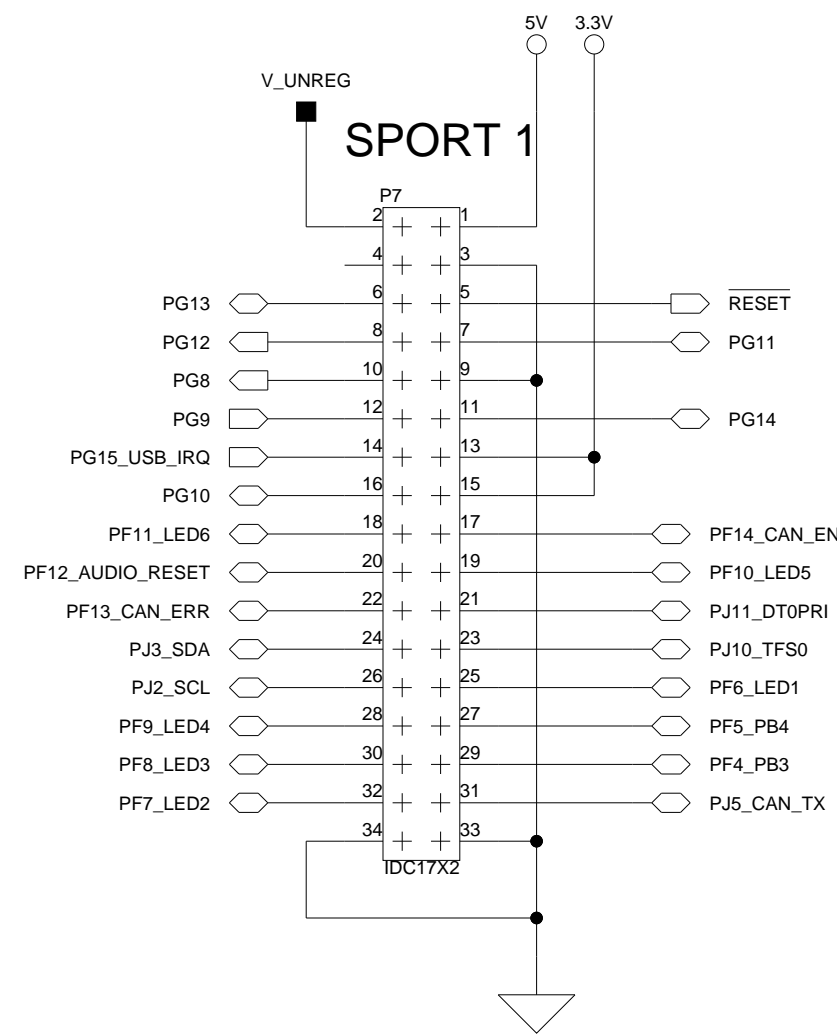 5V 3.3V
V_UNREG
SPORT 1
P7
2 1
4 3
PG13 6 5 RESET
PG12 8 7 PG11
PG8 10 9
PG9 12 11 PG14
PG15_USB_IRQ 14 13
PG10 16 15
PF11_LED6 18 17 PF14_CAN_EN
PF12_AUDIO_RESET 20 19 PF10_LED5
PF13_CAN_ERR 22 21 PJ11_DT0PRI
PJ3_SDA 24 23 PJ10_TFS0
PJ2_SCL 26 25 PF6_LED1
PF9_LED4 28 27 PF5_PB4
PF8_LED3 30 29 PF4_PB3
PF7_LED2 32 31 PJ5_CAN_TX
34 33
IDC17X2